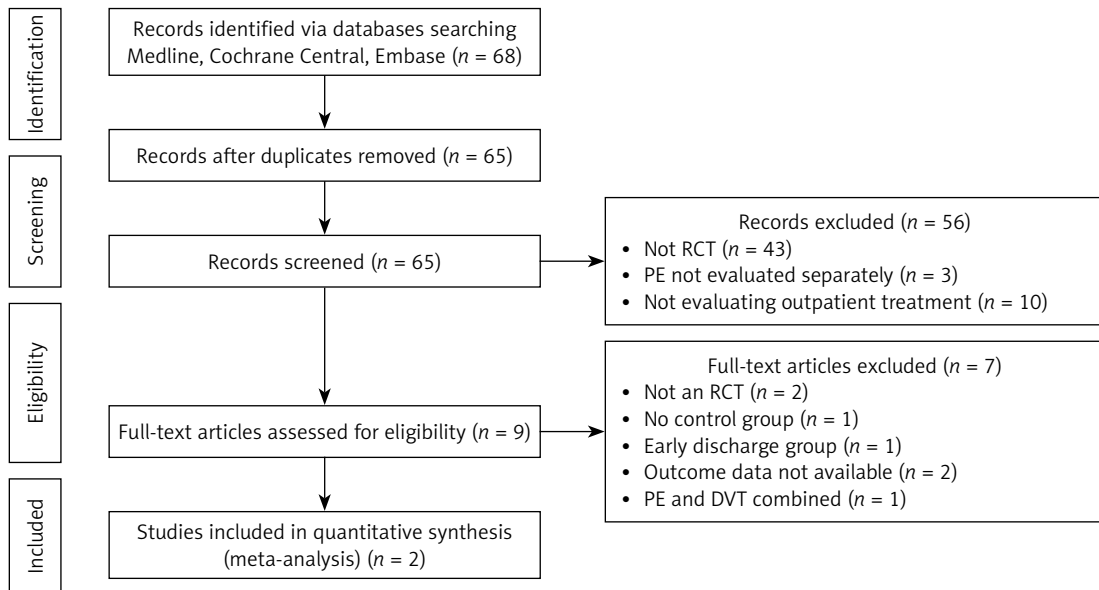 Identification
Records identified via databases searching
Medline, Cochrane Central, Embase (n = 68)
Records after duplicates removed (n = 65)
Screening
Records screened (n = 65)
Records excluded (n = 56)
• Not RCT (n = 43)
• PE not evaluated separately (n = 3)
• Not evaluating outpatient treatment (n = 10)
Eligibility
Full-text articles assessed for eligibility (n = 9)
Full-text articles excluded (n = 7)
• Not an RCT (n = 2)
• No control group (n = 1)
• Early discharge group (n = 1)
• Outcome data not available (n = 2)
• PE and DVT combined (n = 1)
Included
Studies included in quantitative synthesis
(meta-analysis) (n = 2)